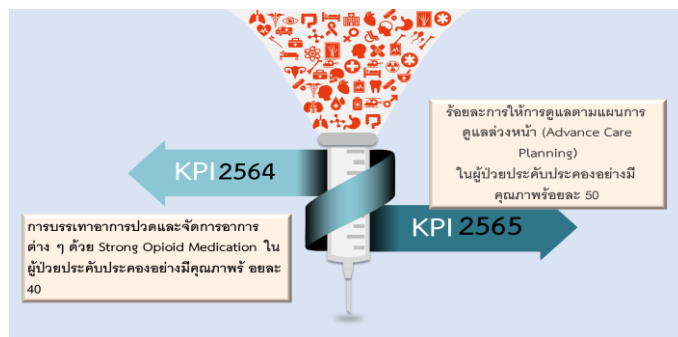 ร้อยละการให้การดูแลตามแผนการ
ดูแลล่วงหน้า (Advance Care
Planning)
ในผู้ป่วยประคับประคองอย่างมี
คุณภาพร้อยละ 50
KPI 2564
KPI 2565
การบรรเทาอาการปวดและจัดการอาการ
ต่าง ๆ ด้วย Strong Opioid Medication ใน
ผู้ป่วยประคับประคองอย่างมีคุณภาพร้ อยละ
40